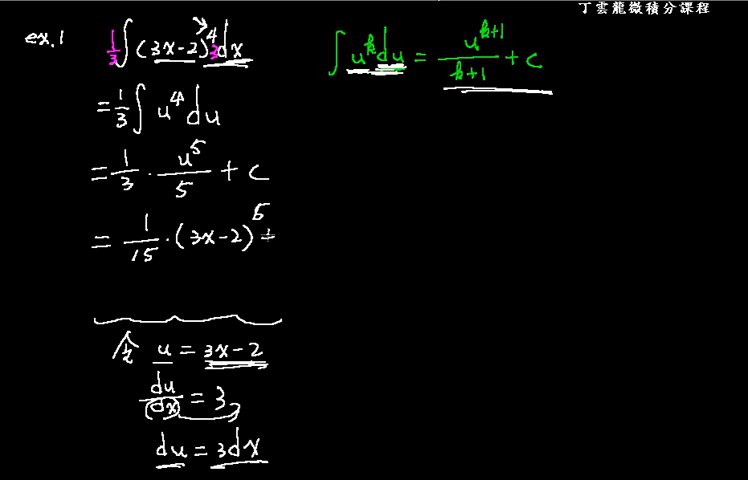 丁雲龍微積分課程
ex.1 1/3 ∫ (3x-2)^4 3dx
∫ u^k du = u^(k+1)/(k+1) + c
= 1/3 ∫ u^4 du
= 1/3 · u^5/5 + c
= 1/15 · (3x-2)^5 +
令 u = 3x-2
du/(dx) = 3
du = 3dx